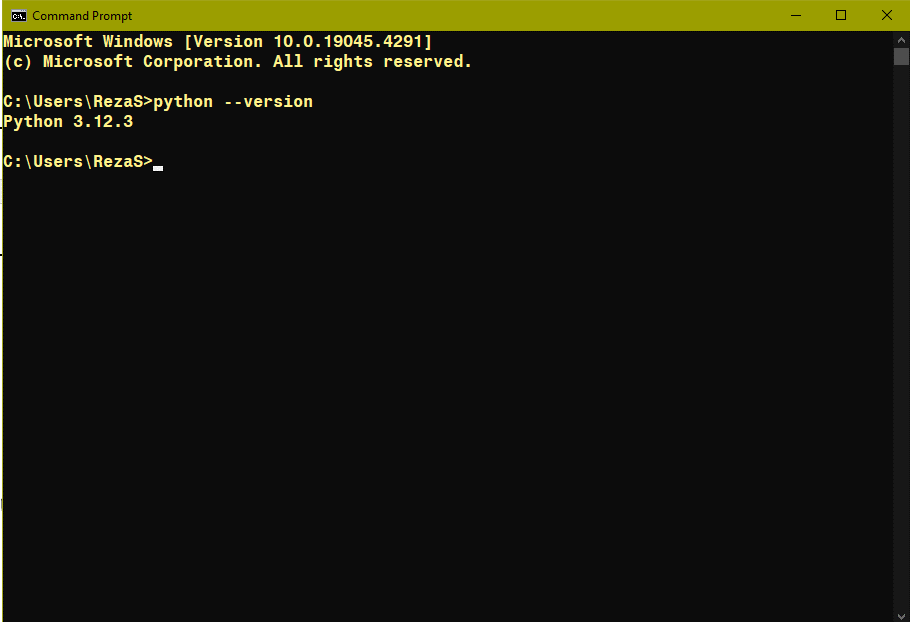 Command Prompt
Microsoft Windows [Version 10.0.19045.4291]
(c) Microsoft Corporation. All rights reserved.
C:\Users\RezaS>python --version
Python 3.12.3
C:\Users\RezaS>